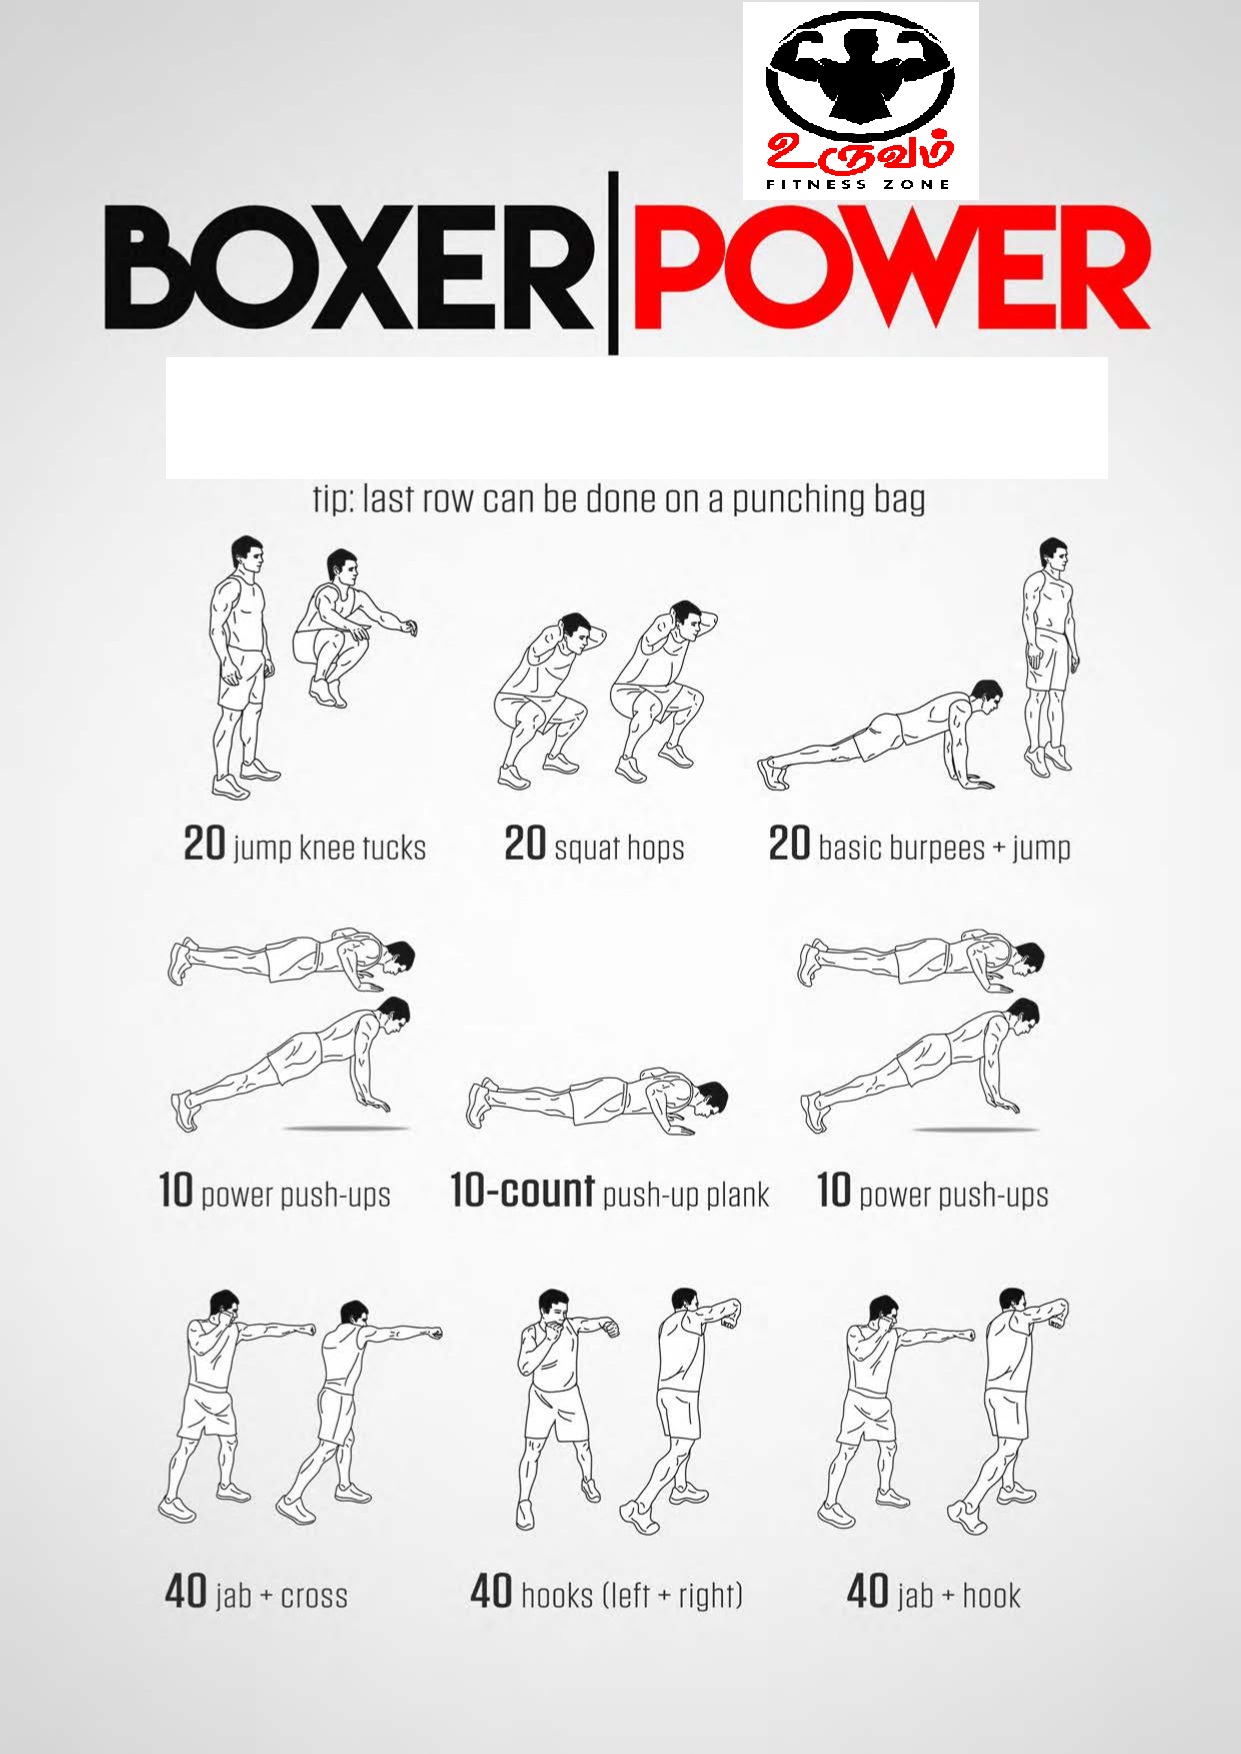 உருவம்
FITNESS ZONE
BOXER|POWER
tip: last row can be done on a punching bag
20 jump knee tucks
20 squat hops
20 basic burpees + jump
10 power push-ups
10-count push-up plank
10 power push-ups
40 jab + cross
40 hooks (left + right)
40 jab + hook